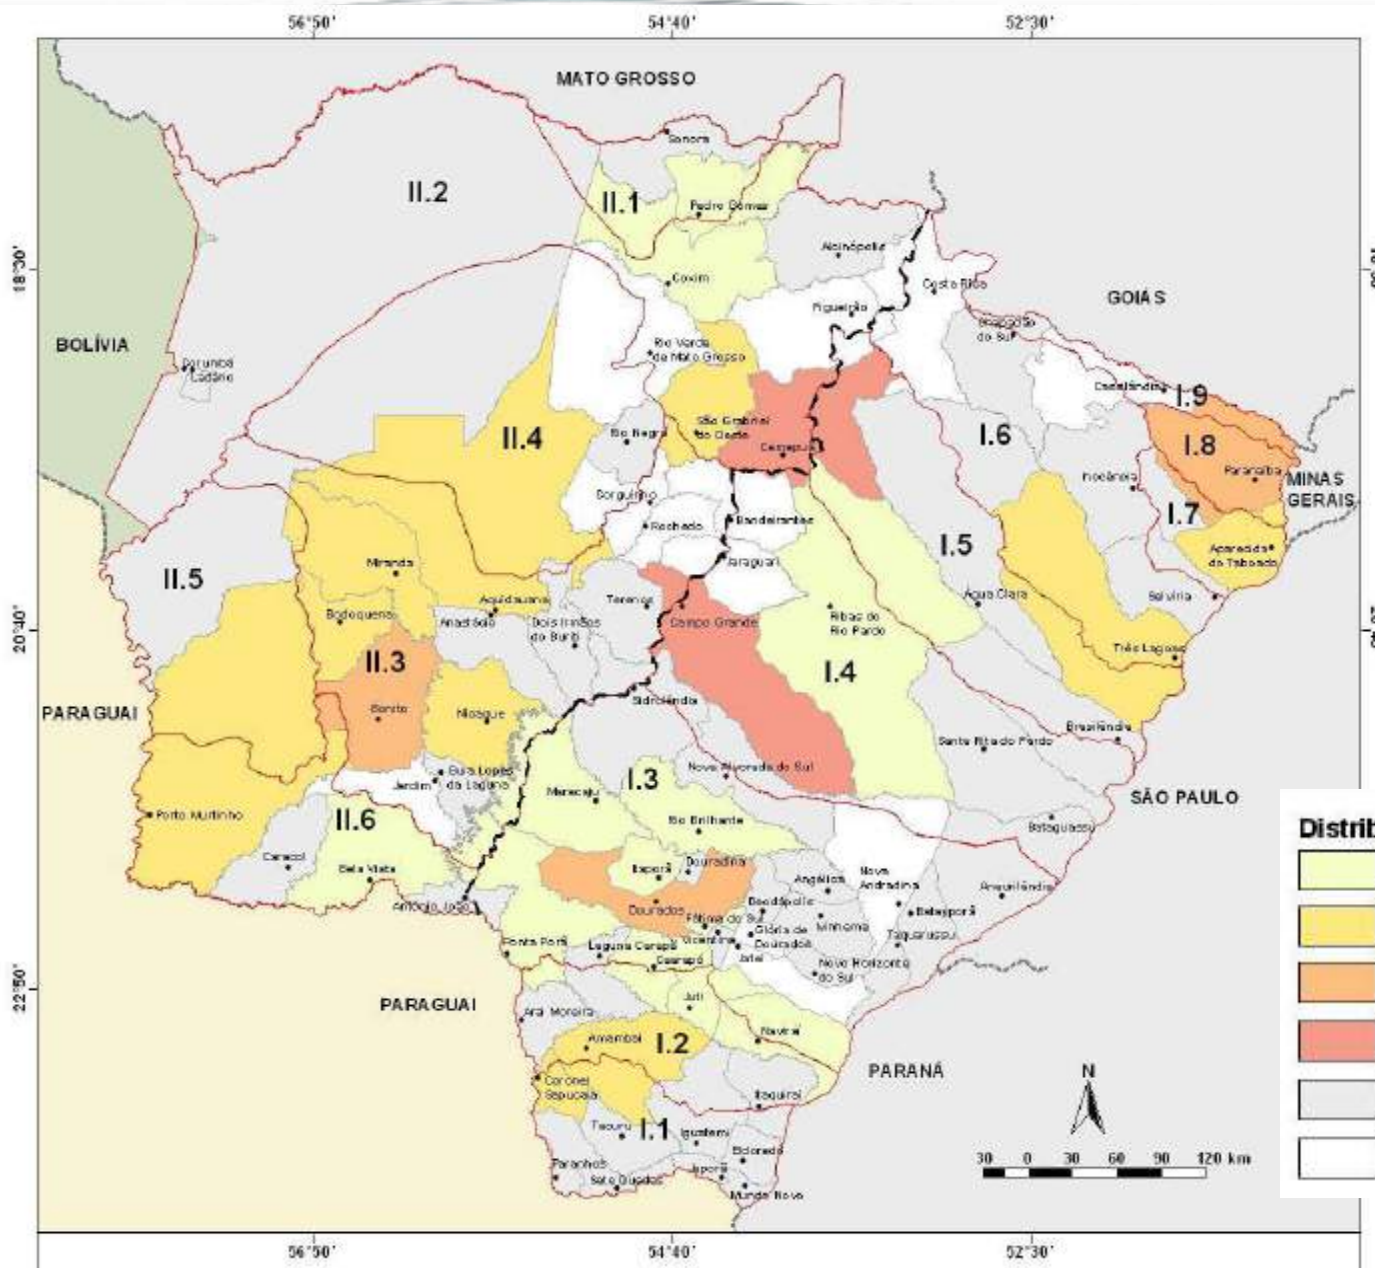 56°50'
54°40'
52°30'
MATO GROSSO
Sonora
II.2
II.1
Pedro Gomes
Alcinópolis
Coxim
Costa Rica
GOIÁS
Figueirão
Chapadão
do Sul
BOLÍVIA
Rio Verde
de Mato Grosso
Corumbá
Ladário
Cassilândia
I.9
II.4
São Grabriel
do Oeste
Rio Negro
I.6
I.8
Camapuã
Paranaíba
MINAS
GERAIS
Inocência
Corguinho
I.7
Rochedo
Bandeirantes
I.5
Jaraguari
Aparecida
do Taboado
II.5
Miranda
Água Clara
Selvíria
Terenos
Aquidauana
Bodoquena
Anastácio
Dois Irmãos
do Buriti
Campo Grande
Ribas do
Rio Pardo
20°40'
Três Lagoas
II.3
I.4
PARAGUAI
Bonito
Nioaque
Sidrolândia
Brasilândia
Santa Rita do Pardo
Guia Lopes
da Laguna
Jardim
I.3
Nova Alvorada do Sul
Maracaju
SÃO PAULO
Porto Murtinho
II.6
Rio Brilhante
Bataguassu
Distrib
Caracol
Bela Vista
Itaporã
Douradina
Angélica
Nova
Andradina
Anaurilândia
Antônio João
Dourados
Deodápolis
Fátima do Sul
Ivinhema
Batayporã
Glória de
Dourados
Vicentina
Jateí
Taquarussu
Ponta Porã
Laguna Carapã
Caarapó
Novo Horizonte
do Sul
22°50'
PARAGUAI
Aral Moreira
Juti
Naviraí
Amambai
I.2
PARANÁ
N
Coronel
Sapucaia
Itaquiraí
Tacuru
I.1
Iguatemi
Eldorado
Paranhos
Sete Quedas
Japorã
Mundo Novo
30 0 30 60 90 120 km
56°50'
54°40'
52°30'